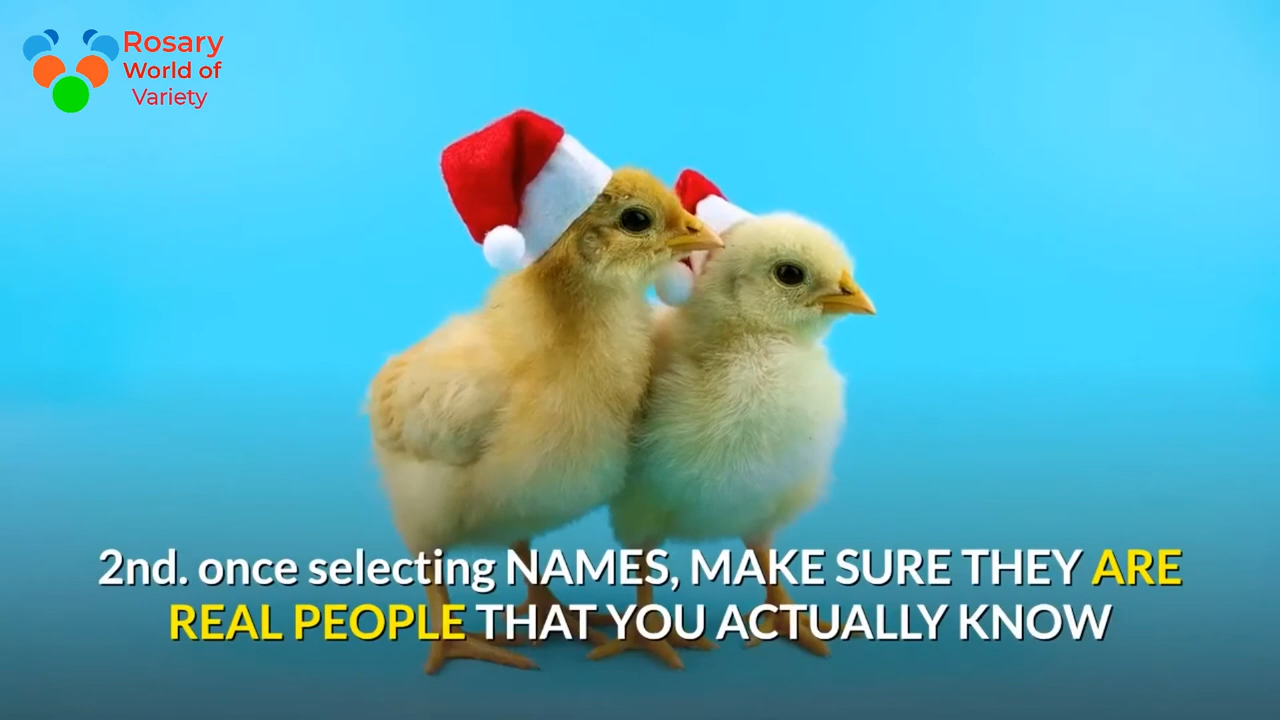 Rosary
World of
Variety
2nd. once selecting NAMES, MAKE SURE THEY ARE
REAL PEOPLE THAT YOU ACTUALLY KNOW